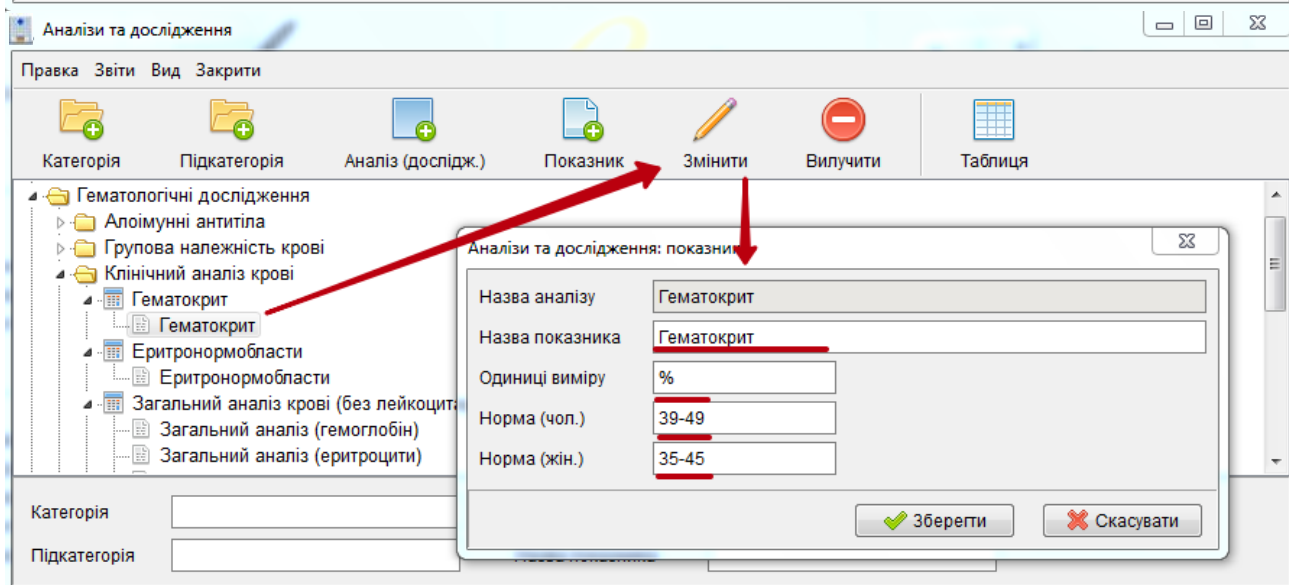 Аналізи та дослідження
Правка Звіти Вид Закрити
Категорія Підкатегорія Аналіз (дослідж.) Показник Змінити Вилучити Таблиця
Гематологічні дослідження
Алоімунні антитіла
Групова належність крові
Клінічний аналіз крові
Гематокрит
Гематокрит
Еритронормобласти
Еритронормобласти
Загальний аналіз крові (без лейкоцита
Загальний аналіз (гемоглобін)
Загальний аналіз (еритроцити)
Аналізи та дослідження: показник
Назва аналізу Гематокрит
Назва показника Гематокрит
Одиниці виміру %
Норма (чол.) 39-49
Норма (жін.) 35-45
Зберегти Скасувати
Категорія
Підкатегорія